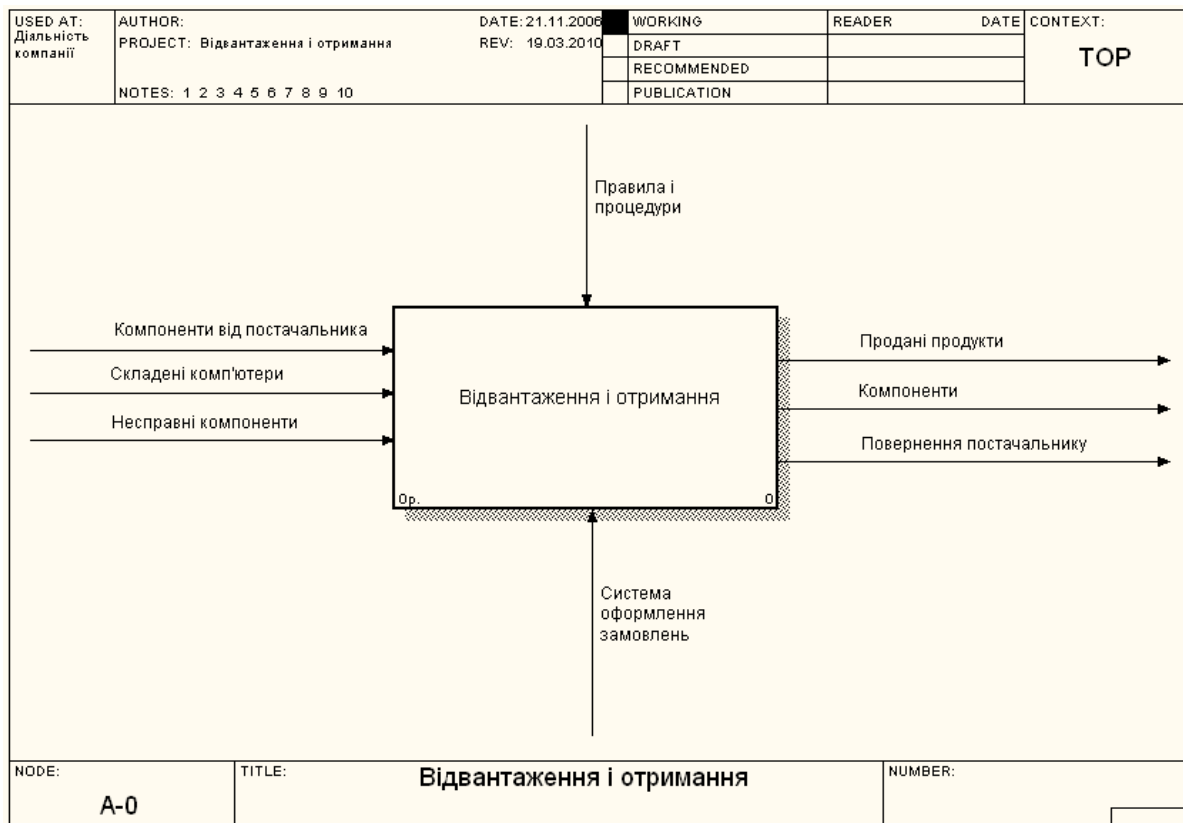 USED AT:
Діяльність
компанії
AUTHOR:
PROJECT: Відвантаження і отримання
NOTES: 1 2 3 4 5 6 7 8 9 10
DATE: 21.11.2006
REV: 19.03.2010
WORKING
DRAFT
RECOMMENDED
PUBLICATION
READER DATE
CONTEXT:
TOP
Правила і
процедури
Компоненти від постачальника
Складені комп'ютери
Несправні компоненти
Відвантаження і отримання
0р. 0
Продані продукти
Компоненти
Повернення постачальнику
Система
оформлення
замовлень
NODE:
A-0
TITLE:
Відвантаження і отримання
NUMBER: